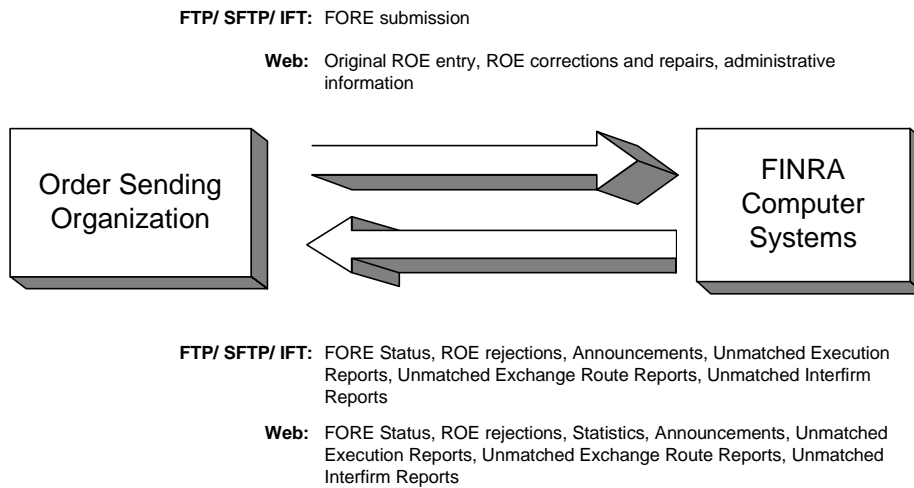 FTP/ SFTP/ IFT: FORE submission
Web: Original ROE entry, ROE corrections and repairs, administrative
information
Order Sending
Organization
FINRA
Computer
Systems
FTP/ SFTP/ IFT: FORE Status, ROE rejections, Announcements, Unmatched Execution
Reports, Unmatched Exchange Route Reports, Unmatched Interfirm
Reports
Web: FORE Status, ROE rejections, Statistics, Announcements, Unmatched
Execution Reports, Unmatched Exchange Route Reports, Unmatched
Interfirm Reports